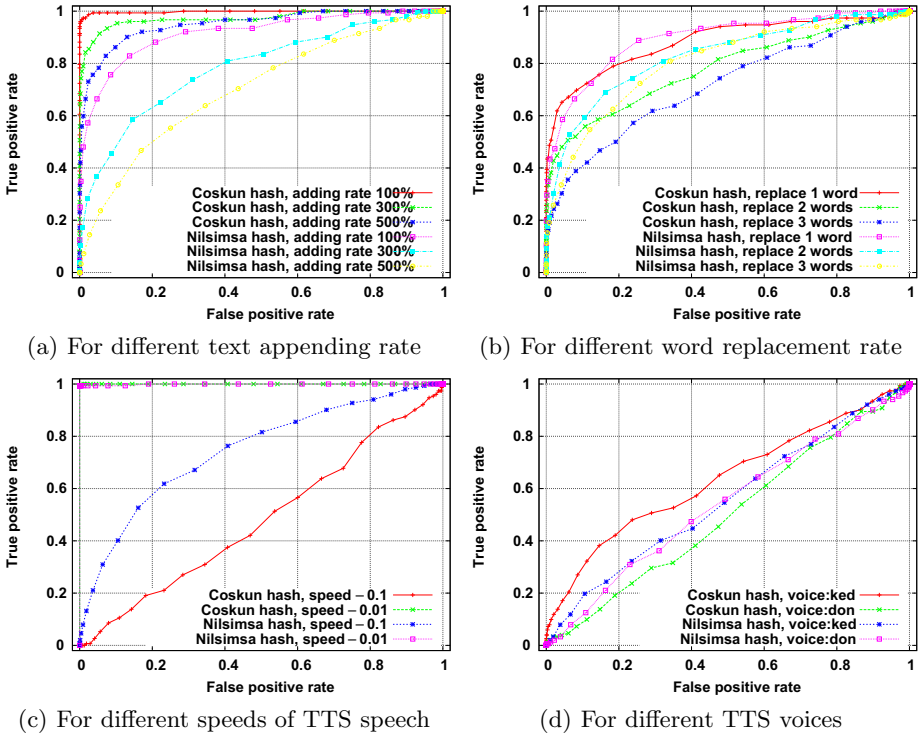 True positive rate
1
0.8
0.6
0.4
0.2
0
Coskun hash, adding rate 100%
Coskun hash, adding rate 300%
Coskun hash, adding rate 500%
Nilsimsa hash, adding rate 100%
Nilsimsa hash, adding rate 300%
Nilsimsa hash, adding rate 500%
0 0.2 0.4 0.6 0.8 1
False positive rate
(a) For different text appending rate
True positive rate
1
0.8
0.6
0.4
0.2
0
Coskun hash, replace 1 word
Coskun hash, replace 2 words
Coskun hash, replace 3 words
Nilsimsa hash, replace 1 word
Nilsimsa hash, replace 2 words
Nilsimsa hash, replace 3 words
0 0.2 0.4 0.6 0.8 1
False positive rate
(b) For different word replacement rate
True positive rate
1
0.8
0.6
0.4
0.2
0
Coskun hash, speed – 0.1
Coskun hash, speed – 0.01
Nilsimsa hash, speed – 0.1
Nilsimsa hash, speed – 0.01
0 0.2 0.4 0.6 0.8 1
False positive rate
(c) For different speeds of TTS speech
True positive rate
1
0.8
0.6
0.4
0.2
0
Coskun hash, voice:ked
Coskun hash, voice:don
Nilsimsa hash, voice:ked
Nilsimsa hash, voice:don
0 0.2 0.4 0.6 0.8 1
False positive rate
(d) For different TTS voices